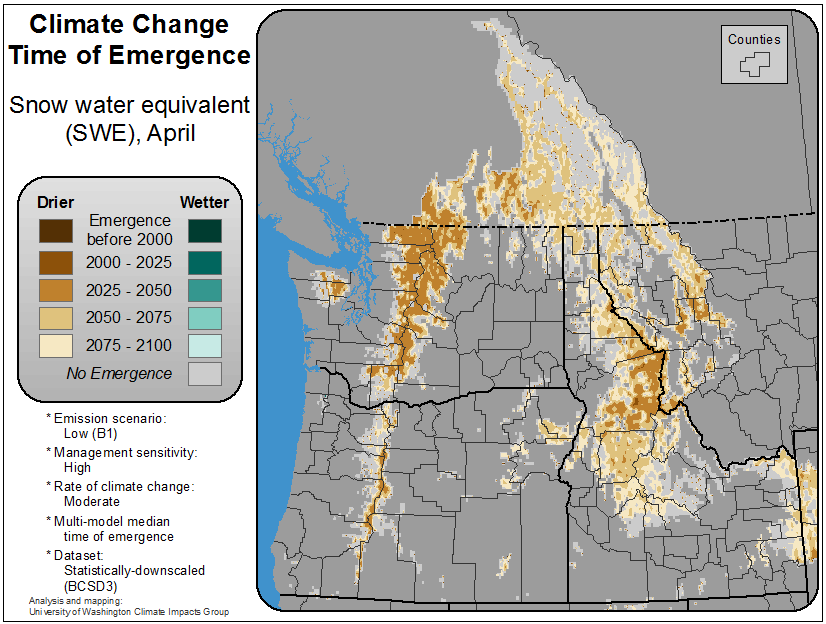 Climate Change
Time of Emergence
Snow water equivalent
(SWE), April
Counties
Drier
Wetter
Emergence
before 2000
2000 - 2025
2025 - 2050
2050 - 2075
2075 - 2100
No Emergence
* Emission scenario:
Low (B1)
* Management sensitivity:
High
* Rate of climate change:
Moderate
* Multi-model median
time of emergence
* Dataset:
Statistically-downscaled
(BCSD3)
Analysis and mapping:
University of Washington Climate Impacts Group